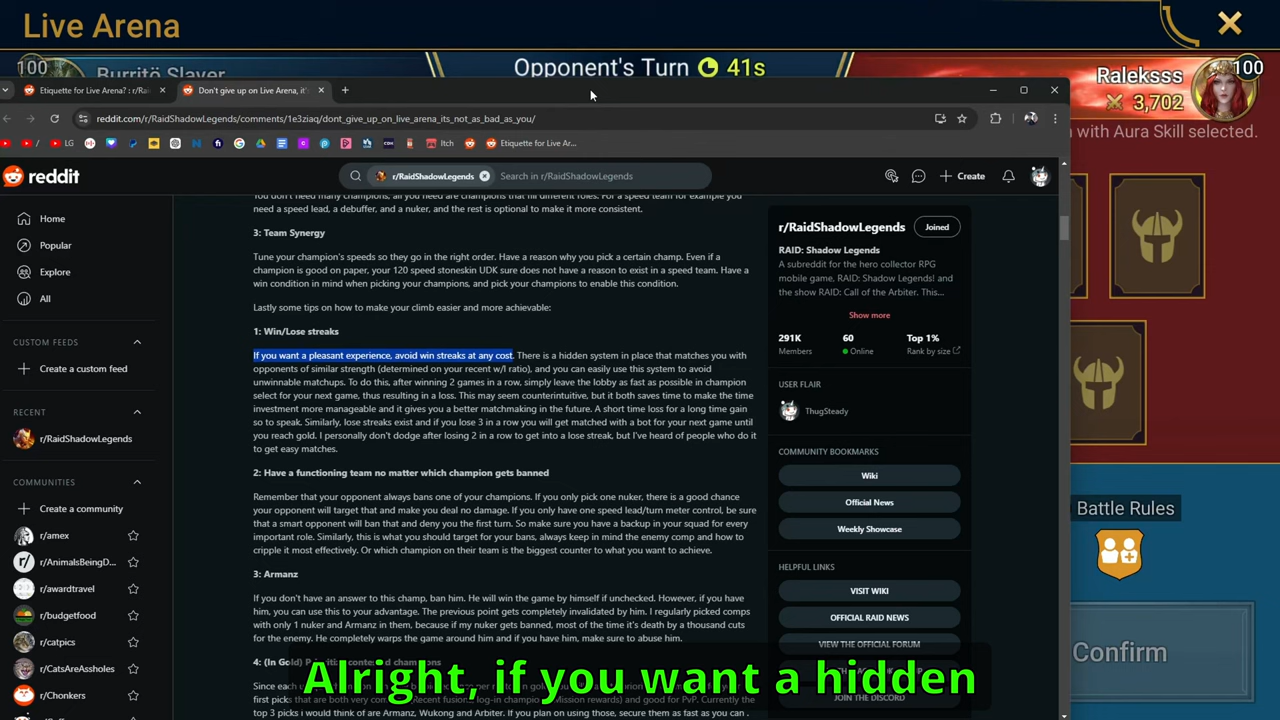 Live Arena
100
Burritö Slayer
Opponent's Turn 41s
Raleksss
3,702
100
with Aura Skill selected.
Etiquette for Live Arena? : r/Rai
Don't give up on Live Arena, it'
reddit.com/r/RaidShadowLegends/comments/1e3ziaq/dont_give_up_on_live_arena_its_not_as_bad_as_you/
LG
Itch
Etiquette for Live Ar...
reddit
r/RaidShadowLegends
Search in r/RaidShadowLegends
Create
Home
Popular
Explore
All
CUSTOM FEEDS
Create a custom feed
RECENT
r/RaidShadowLegends
COMMUNITIES
Create a community
r/amex
r/AnimalsBeingD...
r/awardtravel
r/budgetfood
r/catpics
r/CatsAreAssholes
r/Chonkers
need a speed lead, a debuffer, and a nuker, and the rest is optional to make it more consistent.
3: Team Synergy
Tune your champion's speeds so they go in the right order. Have a reason why you pick a certain champ. Even if a
champion is good on paper, your 120 speed stoneskin UDK sure does not have a reason to exist in a speed team. Have a
win condition in mind when picking your champions, and pick your champions to enable this condition.
Lastly some tips on how to make your climb easier and more achievable:
1: Win/Lose streaks
If you want a pleasant experience, avoid win streaks at any cost. There is a hidden system in place that matches you with
opponents of similar strength (determined on your recent w/l ratio), and you can easily use this system to avoid
unwinnable matchups. To do this, after winning 2 games in a row, simply leave the lobby as fast as possible in champion
select for your next game, thus resulting in a loss. This may seem counterintuitive, but it both saves time to make the time
investment more manageable and it gives you a better matchmaking in the future. A short time loss for a long time gain
so to speak. Similarly, lose streaks exist and if you lose 3 in a row you will get matched with a bot for your next game until
you reach gold. I personally don't dodge after losing 2 in a row to get into a lose streak, but I've heard of people who do it
to get easy matches.
2: Have a functioning team no matter which champion gets banned
Remember that your opponent always bans one of your champions. If you only pick one nuker, there is a good chance
your opponent will target that and make you deal no damage. If you only have one speed lead/turn meter control, be sure
that a smart opponent will ban that and deny you the first turn. So make sure you have a backup in your squad for every
important role. Similarly, this is what you should target for your bans, always keep in mind the enemy comp and how to
cripple it most effectively. Or which champion on their team is the biggest counter to what you want to achieve.
3: Armanz
If you don't have an answer to this champ, ban him. He will win the game by himself if unchecked. However, if you have
him, you can use this to your advantage. The previous point gets completely invalidated by him. I regularly picked comps
with only 1 nuker and Armanz in them, because if my nuker gets banned, most of the time it's death by a thousand cuts
for the enemy. He completely warps the game around him and if you have him, make sure to abuse him.
4: (In Gold)
Since each
top 3 picks i would think of are Armanz, Wukong and Arbiter. If you plan on using those, secure them as fast as you can .
r/RaidShadowLegends
Joined
RAID: Shadow Legends
A subreddit for the hero collector RPG
mobile game, RAID: Shadow Legends! and
the show RAID: Call of the Arbiter. This...
Show more
291K
60
Top 1%
Members
Online
Rank by size
USER FLAIR
ThugSteady
COMMUNITY BOOKMARKS
Wiki
Official News
Weekly Showcase
HELPFUL LINKS
VISIT WIKI
OFFICIAL RAID NEWS
VIEW THE OFFICIAL FORUM
JOIN THE DISCORD
Battle Rules
Confirm
Alright, if you want a hidden